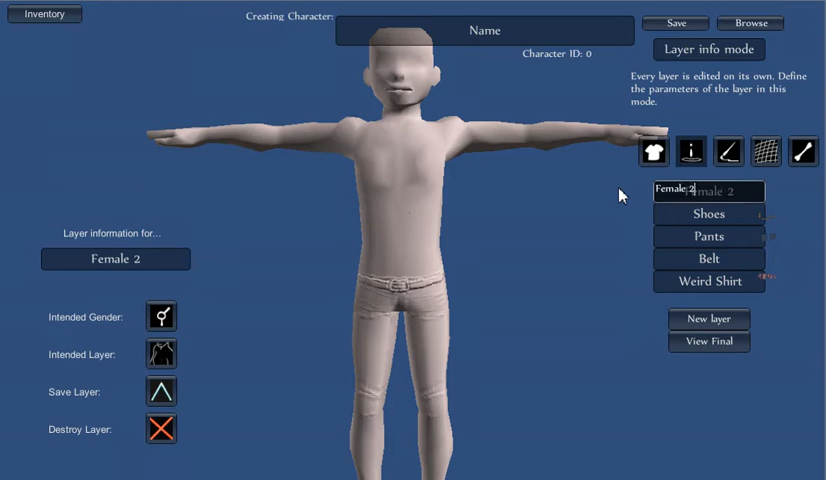 Inventory
Creating Character:
Name
Save
Browse
Character ID: 0
Layer info mode
Every layer is edited on its own. Define
the parameters of the layer in this
mode.
Female 2
Female 2
Shoes
Pants
Belt
Weird Shirt
New layer
View Final
Layer information for...
Female 2
Intended Gender:
Intended Layer:
Save Layer:
Destroy Layer: